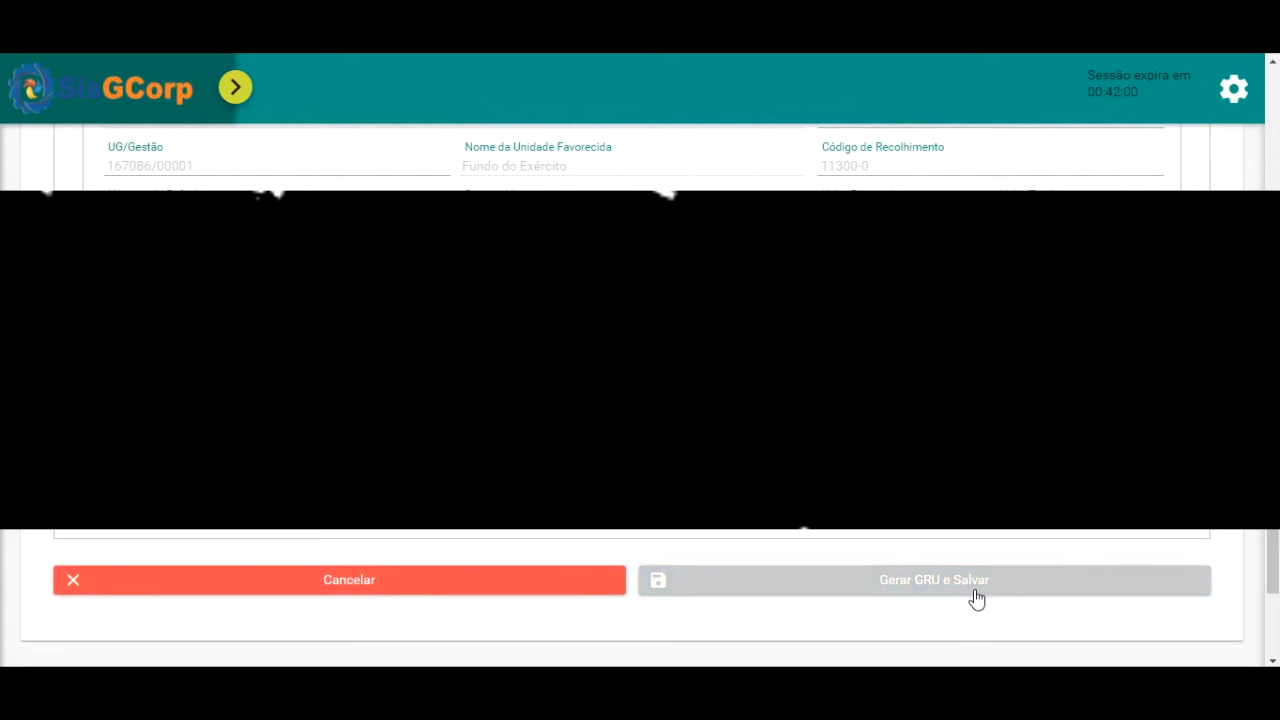 SisGCorp
Sessão expira em
00:42:00
UG/Gestão
Nome da Unidade Favorecida
Código de Recolhimento
167086/00001
Fundo do Exército
11300-0
Cancelar
Gerar GRU e Salvar